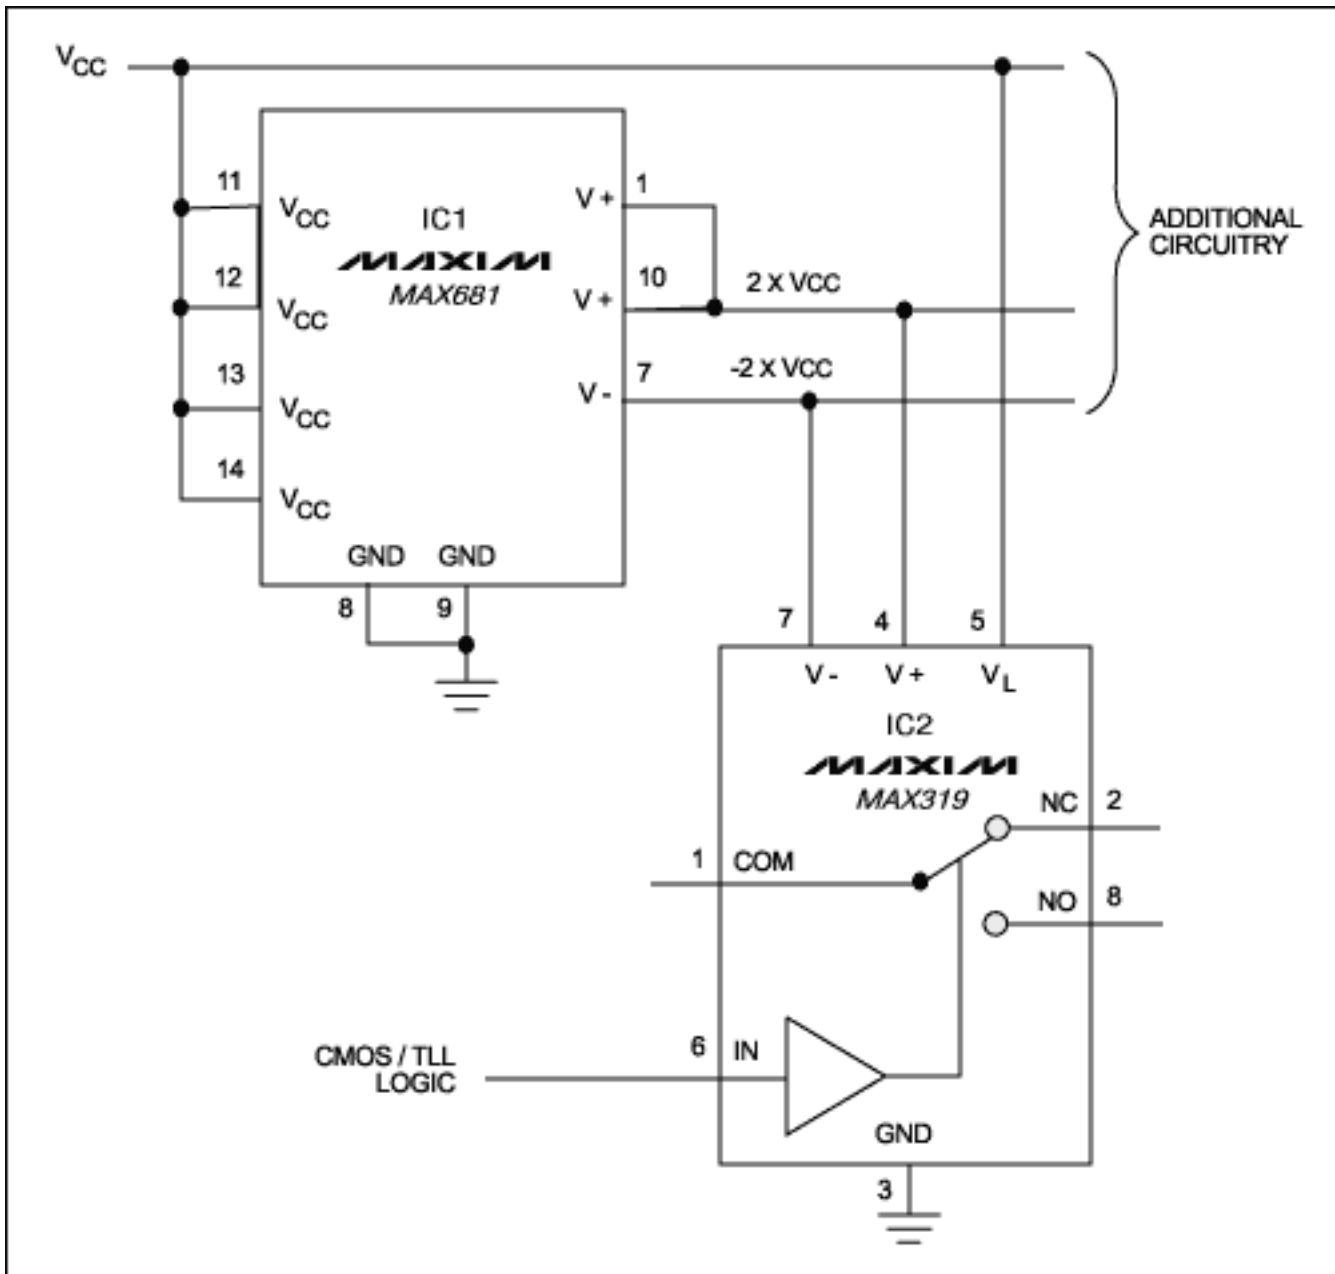 VCC
11
VCC
12
VCC
13
VCC
14
VCC
IC1
MAXIM
MAX681
V+
1
V+
10
V-
7
2 X VCC
-2 X VCC
ADDITIONAL
CIRCUITRY
GND
GND
8
9
7
4
5
V-
V+
VL
IC2
MAXIM
MAX319
NC
2
1
COM
NO
8
CMOS / TLL
LOGIC
6
IN
GND
3